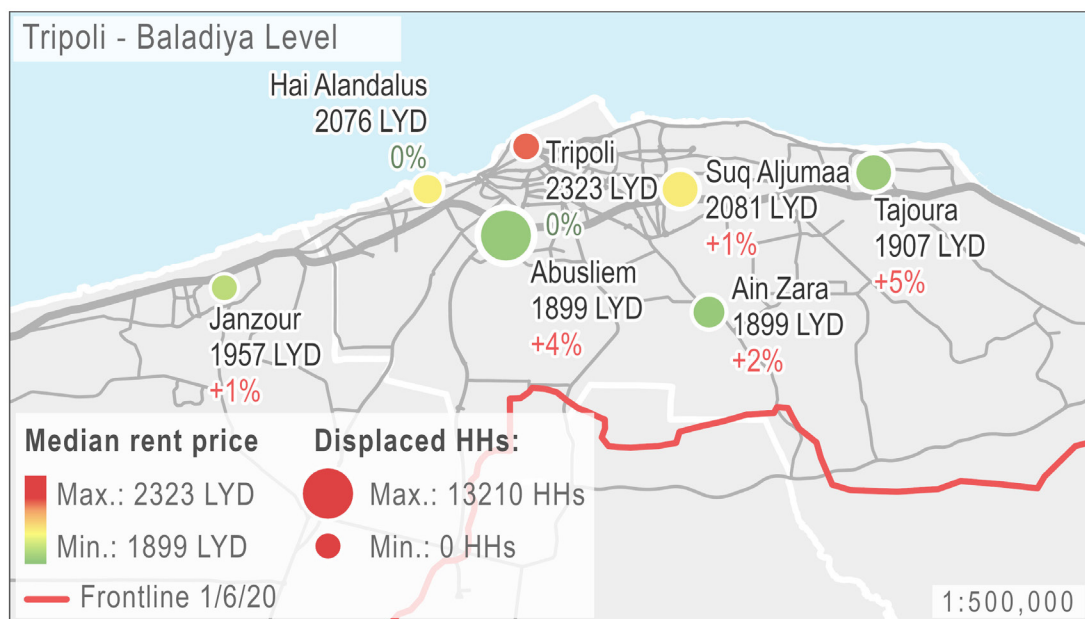 Tripoli - Baladiya Level
Hai Alandalus
2076 LYD
0%
Tripoli
2323 LYD
0%
Suq Aljumaa
2081 LYD
+1%
Tajoura
1907 LYD
+5%
Abusliem
1899 LYD
+4%
Ain Zara
1899 LYD
+2%
Janzour
1957 LYD
+1%
Median rent price
Max.: 2323 LYD
Min.: 1899 LYD
Displaced HHs:
Max.: 13210 HHs
Min.: 0 HHs
Frontline 1/6/20
1:500,000